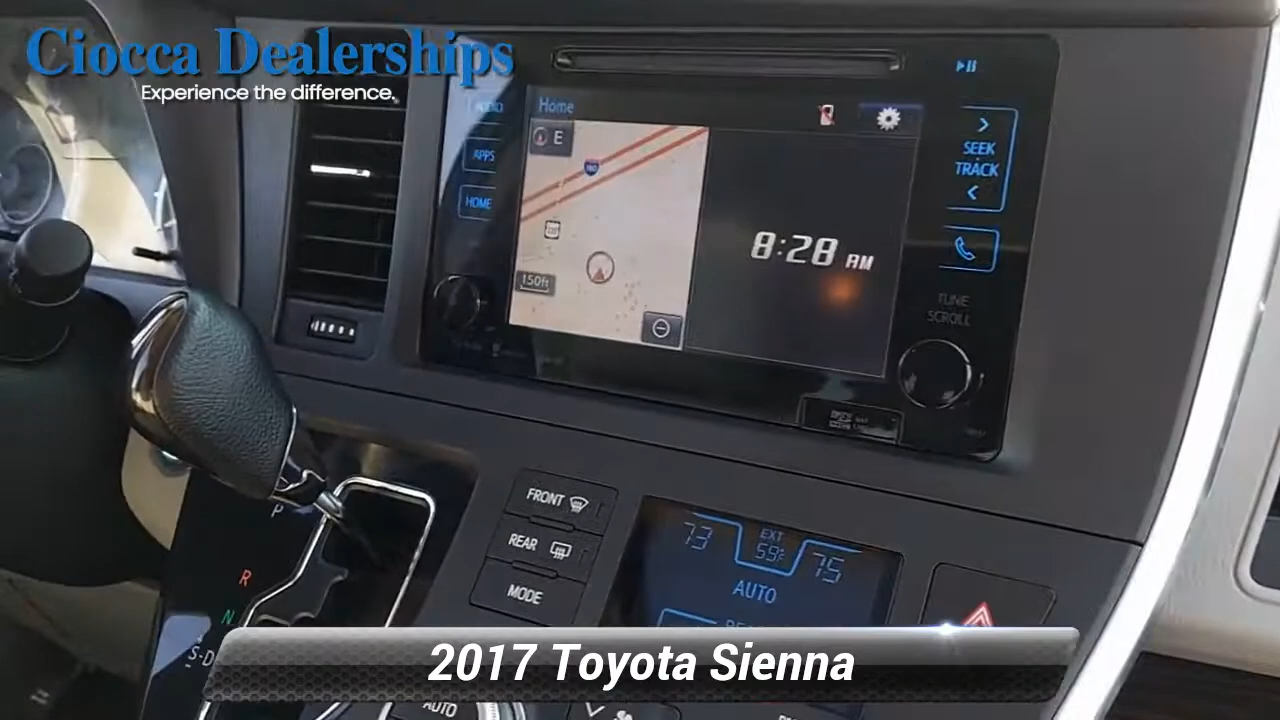 Ciocca Dealerships
Experience the difference.
Home
APPS
HOME
E
150ft
8:28 AM
SEEK
TRACK
TUNE
SCROLL
FRONT
REAR
MODE
73
EXT
59°F
75
AUTO
P
R
N
S-D
AUTO
2017 Toyota Sienna